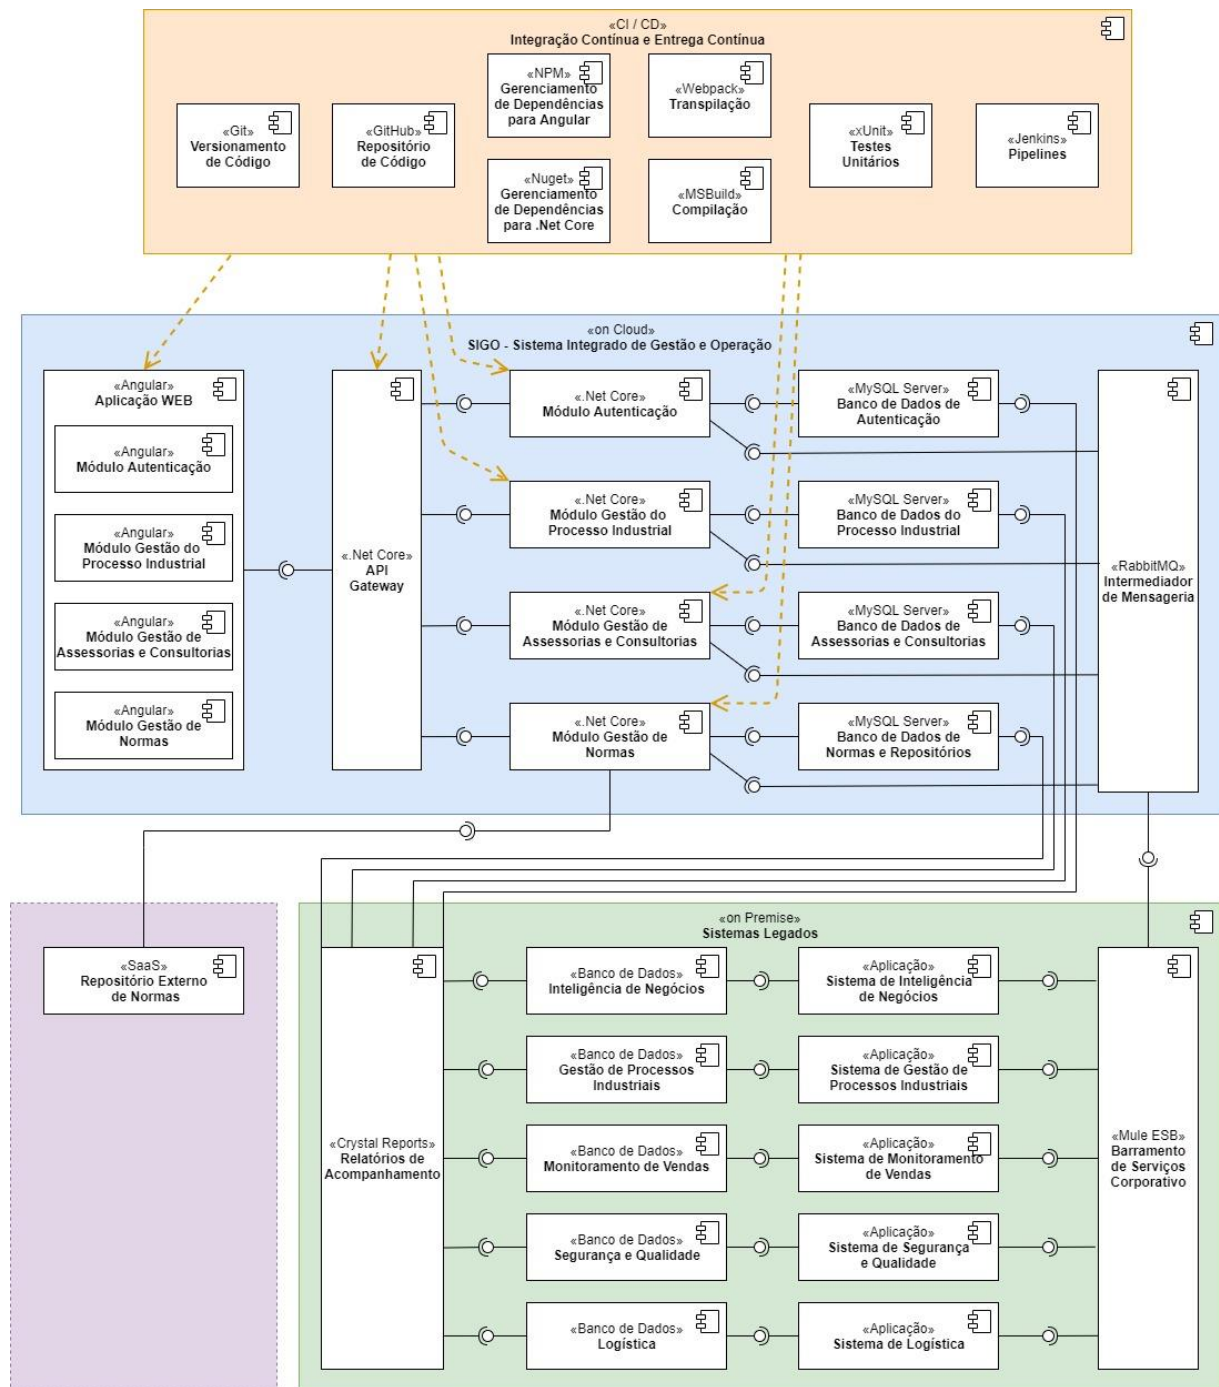 «CI / CD»
Integração Contínua e Entrega Contínua
«Git»
Versionamento
de Código
«GitHub»
Repositório
de Código
«NPM»
Gerenciamento
de Dependências
para Angular
«Webpack»
Transpilação
«Nuget»
Gerenciamento
de Dependências
para .Net Core
«MSBuild»
Compilação
«xUnit»
Testes
Unitários
«Jenkins»
Pipelines
«on Cloud»
SIGO - Sistema Integrado de Gestão e Operação
«Angular»
Aplicação WEB
«Angular»
Módulo Autenticação
«Angular»
Módulo Gestão do
Processo Industrial
«Angular»
Módulo Gestão de
Assessorias e Consultorias
«Angular»
Módulo Gestão de
Normas
«.Net Core»
API
Gateway
«.Net Core»
Módulo Autenticação
«.Net Core»
Módulo Gestão do
Processo Industrial
«.Net Core»
Módulo Gestão de
Assessorias e Consultorias
«.Net Core»
Módulo Gestão de
Normas
«MySQL Server»
Banco de Dados de
Autenticação
«MySQL Server»
Banco de Dados do
Processo Industrial
«MySQL Server»
Banco de Dados de
Assessorias e Consultorias
«MySQL Server»
Banco de Dados de
Normas e Repositórios
«RabbitMQ»
Intermediador
de Mensageria
«SaaS»
Repositório Externo
de Normas
«on Premise»
Sistemas Legados
«Crystal Reports»
Relatórios de
Acompanhamento
«Banco de Dados»
Inteligência de Negócios
«Aplicação»
Sistema de Inteligência
de Negócios
«Banco de Dados»
Gestão de Processos
Industriais
«Aplicação»
Sistema de Gestão de
Processos Industriais
«Banco de Dados»
Monitoramento de Vendas
«Aplicação»
Sistema de Monitoramento
de Vendas
«Banco de Dados»
Segurança e Qualidade
«Aplicação»
Sistema de Segurança
e Qualidade
«Banco de Dados»
Logística
«Aplicação»
Sistema de Logística
«Mule ESB»
Barramento
de Serviços
Corporativo